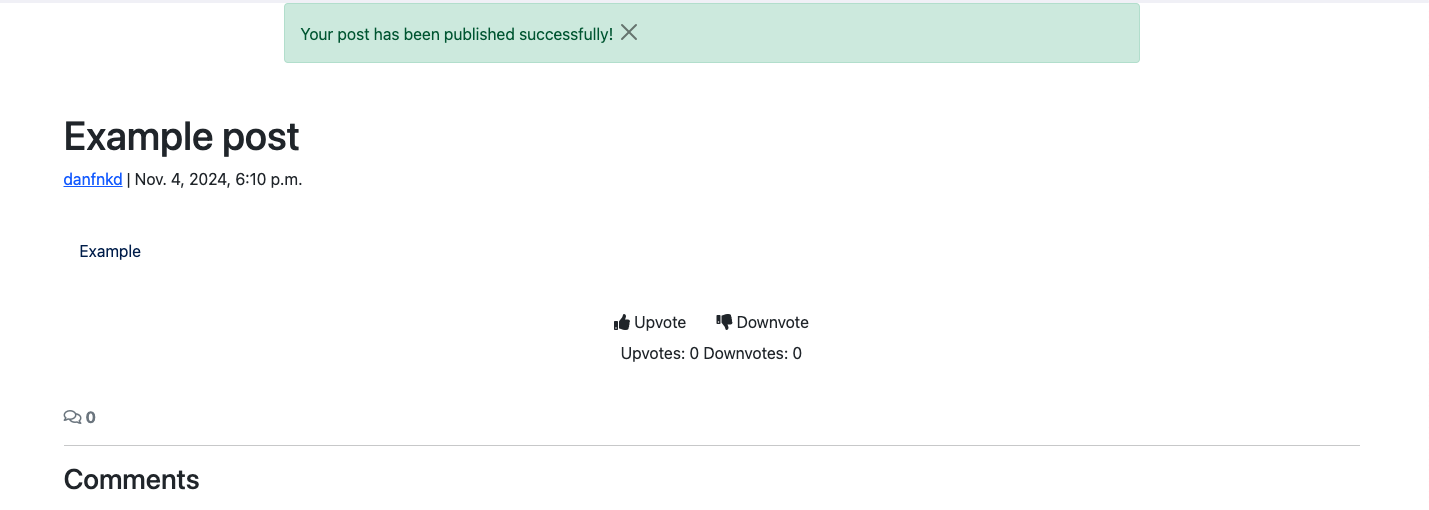 Your post has been published successfully!
Example post
danfnkd | Nov. 4, 2024, 6:10 p.m.
Example
Upvote Downvote
Upvotes: 0 Downvotes: 0
0
Comments